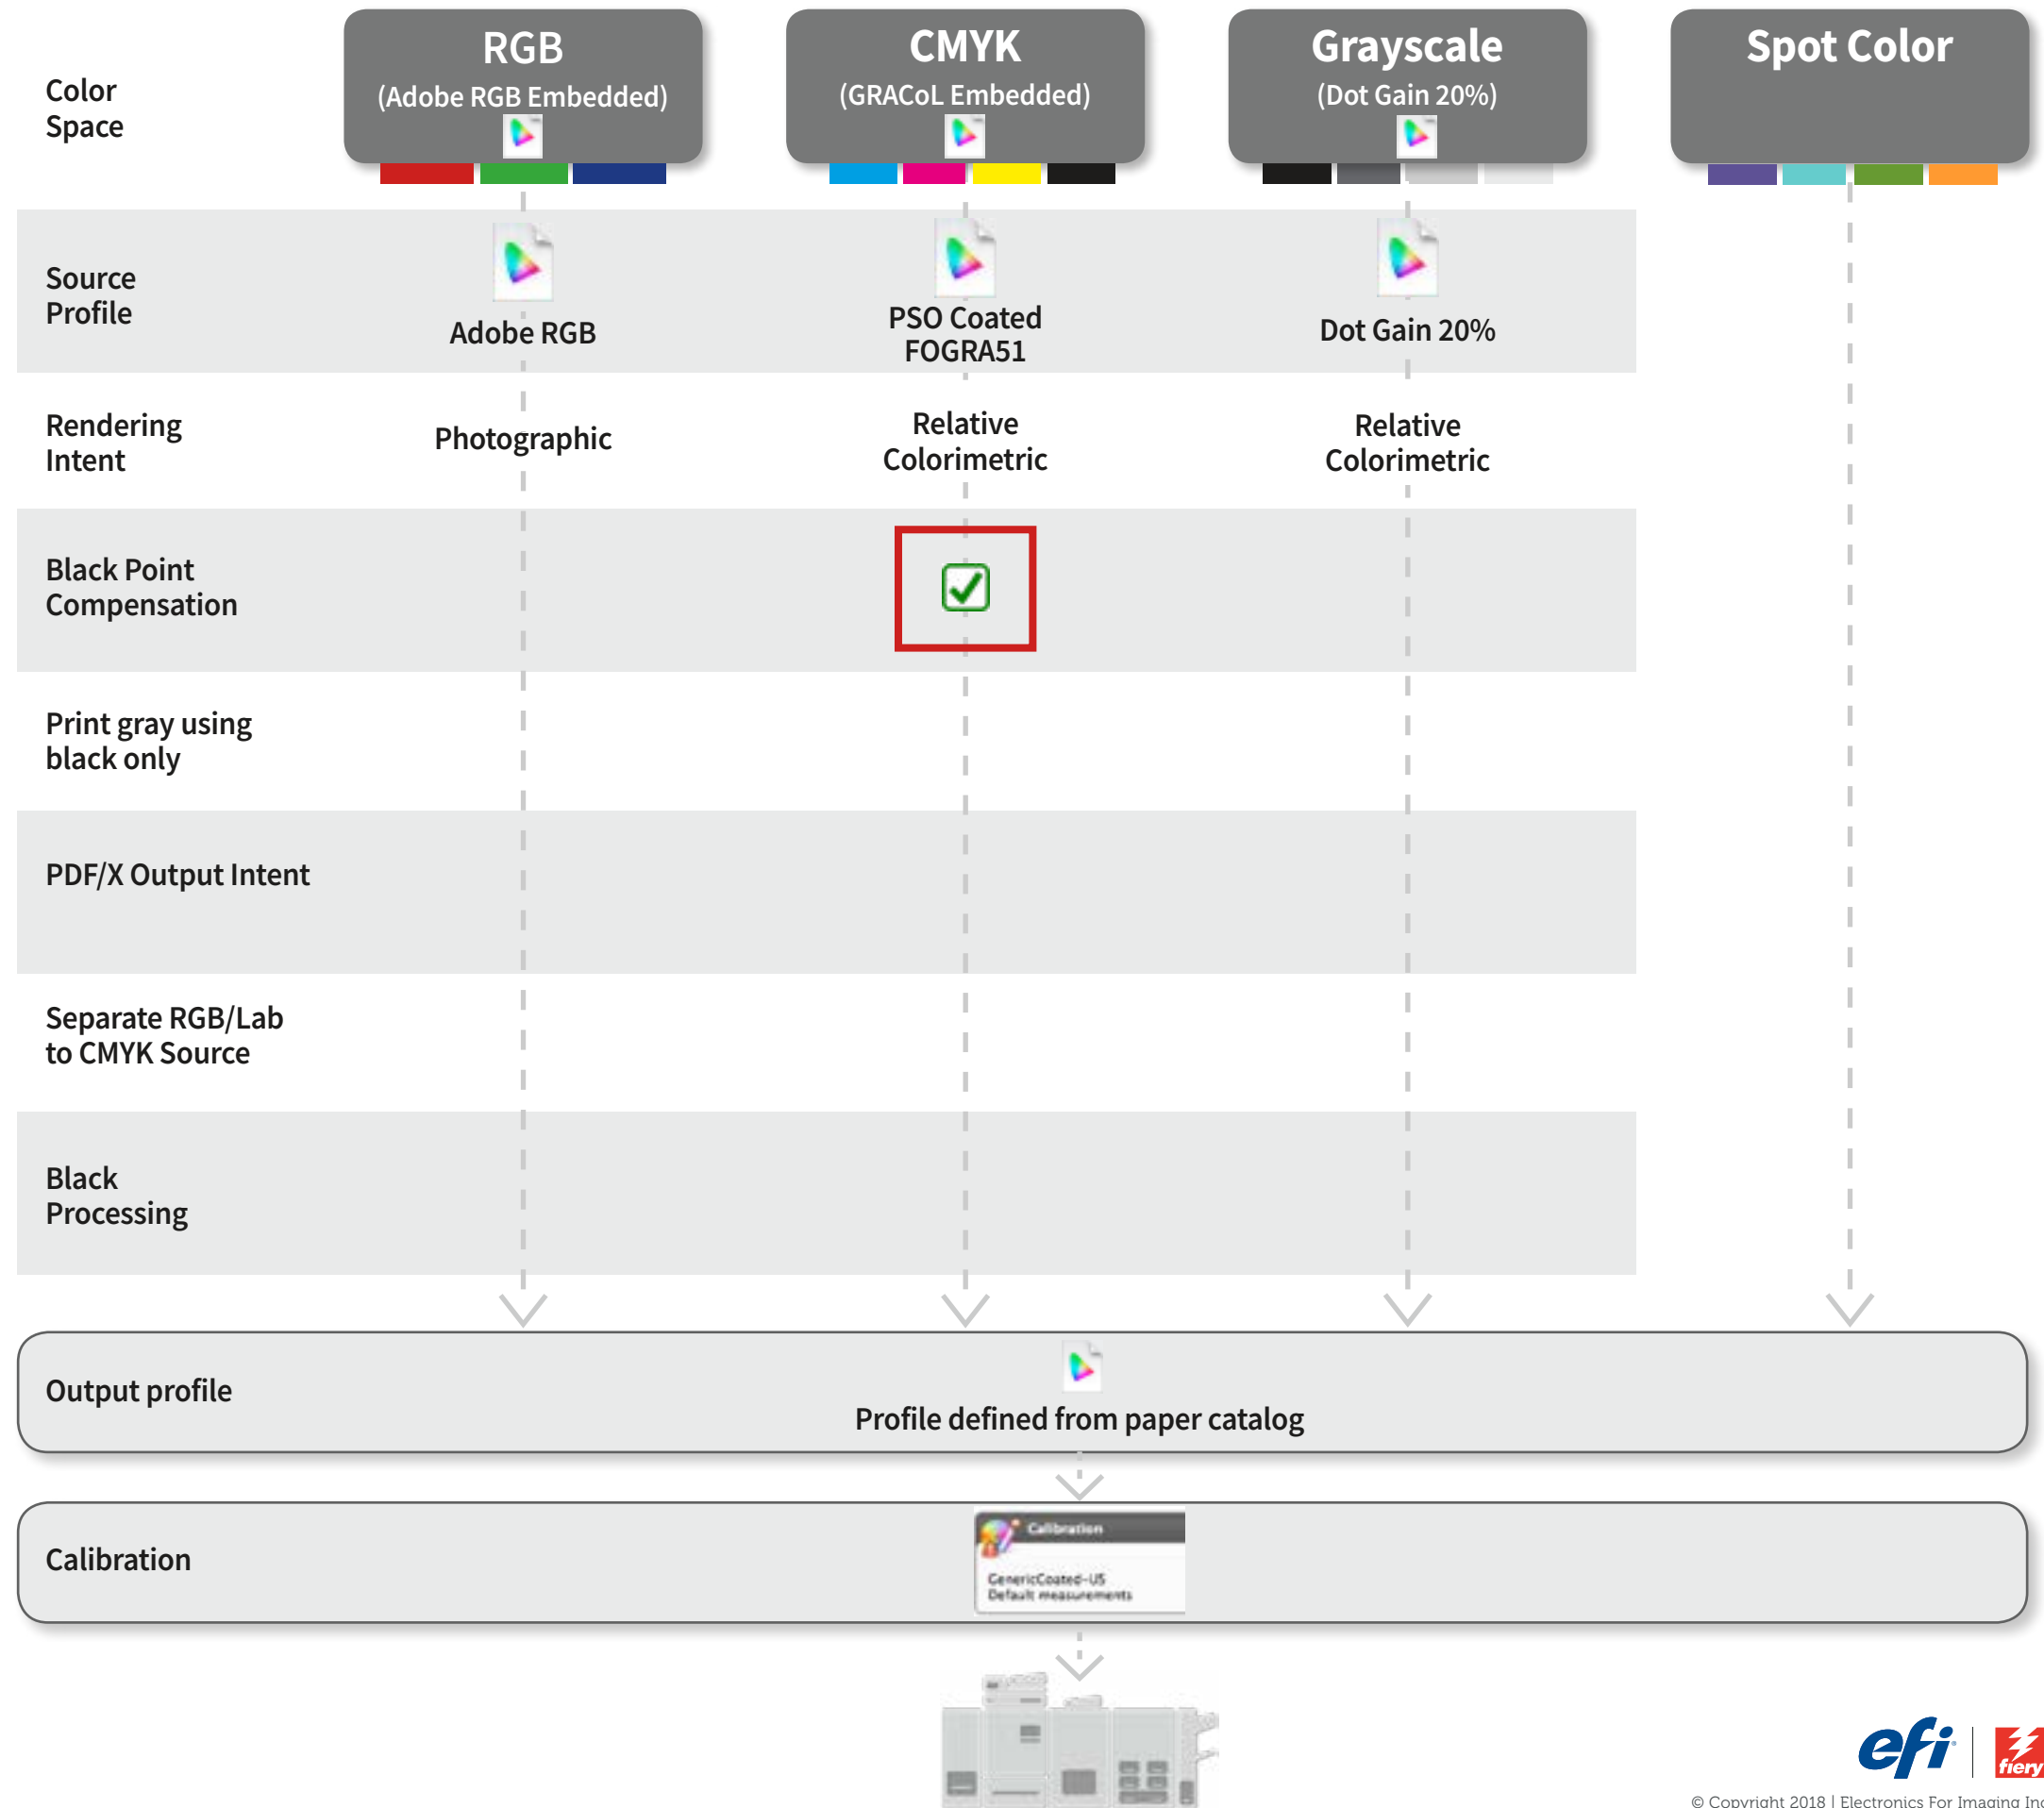 Color
Space
RGB
(Adobe RGB Embedded)
CMYK
(GRACoL Embedded)
Grayscale
(Dot Gain 20%)
Spot Color
Source
Profile
Adobe RGB
PSO Coated
FOGRA51
Dot Gain 20%
Rendering
Intent
Photographic
Relative
Colorimetric
Relative
Colorimetric
Black Point
Compensation
Print gray using
black only
PDF/X Output Intent
Separate RGB/Lab
to CMYK Source
Black
Processing
Output profile
Profile defined from paper catalog
Calibration
Calibration
GenericCoated-US
Default measurements
efi
fiery
© Copyright 2018 | Electronics For Imaging Inc